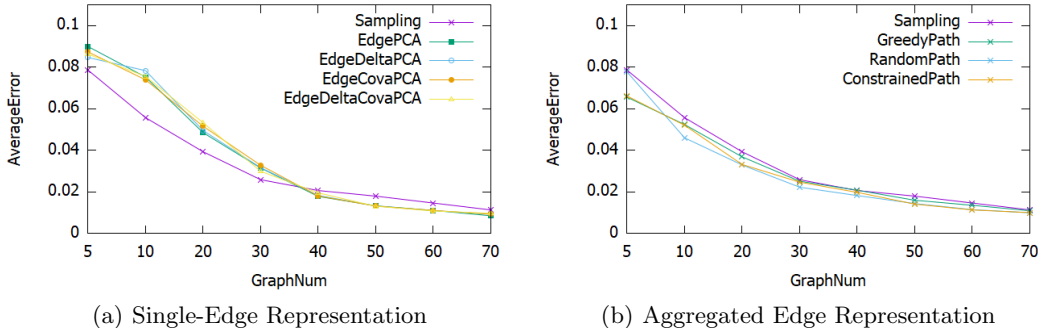 0.1
0.08
0.06
0.04
0.02
0
AverageError
5 10 20 30 40 50 60 70
GraphNum
Sampling
EdgePCA
EdgeDeltaPCA
EdgeCovaPCA
EdgeDeltaCovaPCA
(a) Single-Edge Representation
0.1
0.08
0.06
0.04
0.02
0
AverageError
5 10 20 30 40 50 60 70
GraphNum
Sampling
GreedyPath
RandomPath
ConstrainedPath
(b) Aggregated Edge Representation